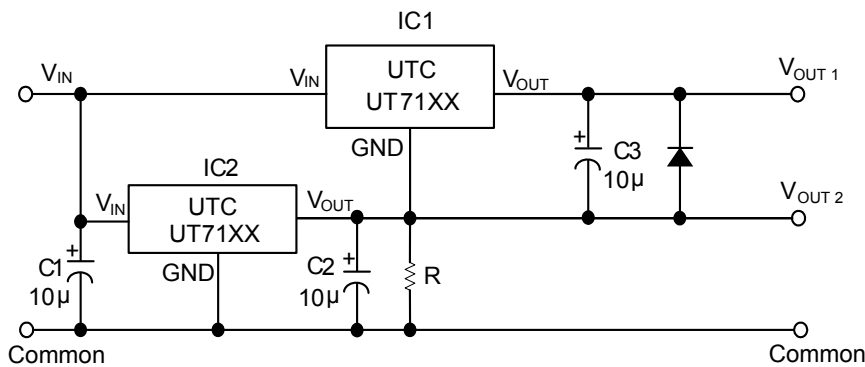 IC1
V_IN
V_IN
UTC
UT71XX
V_OUT
V_OUT 1
GND
C3
10μ
IC2
V_IN
UTC
UT71XX
V_OUT
V_OUT 2
GND
C1
10μ
C2
10μ
R
Common
Common